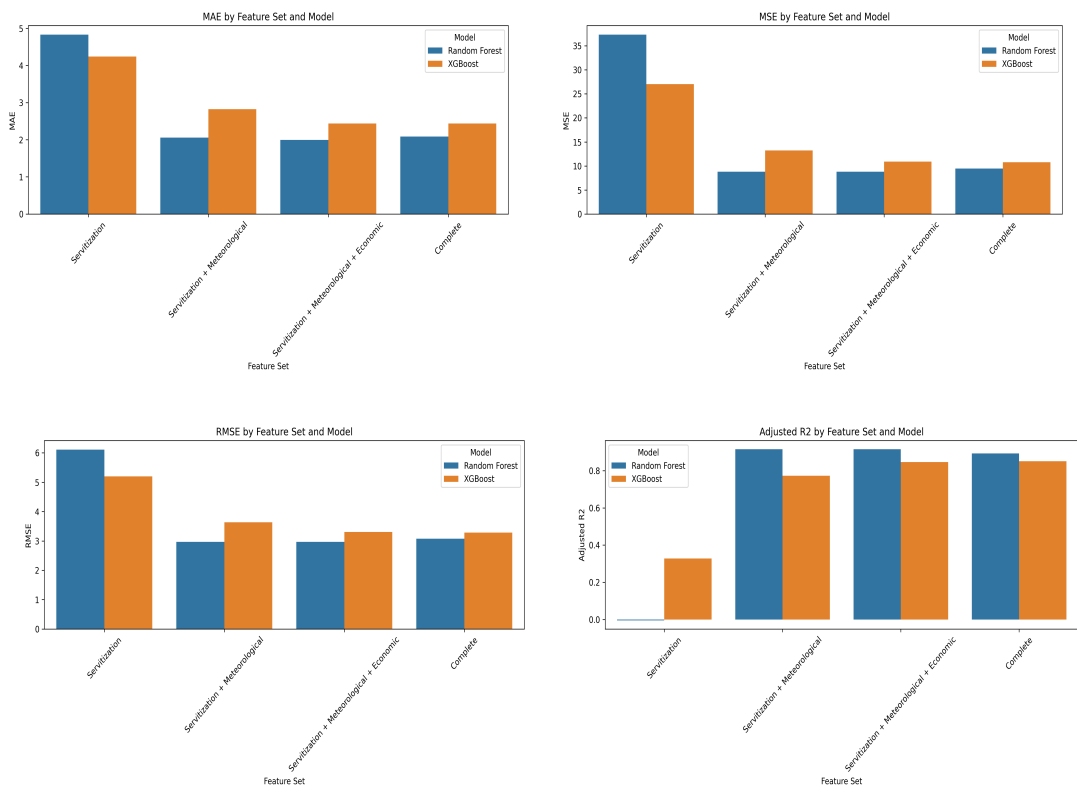 MAE by Feature Set and Model
Model
Random Forest
XGBoost
MAE
5
4
3
2
1
0
Servitization
Servitization + Meteorological
Servitization + Meteorological + Economic
Complete
Feature Set
MSE by Feature Set and Model
Model
Random Forest
XGBoost
MSE
35
30
25
20
15
10
5
0
Servitization
Servitization + Meteorological
Servitization + Meteorological + Economic
Complete
Feature Set
RMSE by Feature Set and Model
Model
Random Forest
XGBoost
RMSE
6
5
4
3
2
1
0
Servitization
Servitization + Meteorological
Servitization + Meteorological + Economic
Complete
Feature Set
Adjusted R2 by Feature Set and Model
Model
Random Forest
XGBoost
Adjusted R2
0.8
0.6
0.4
0.2
0.0
Servitization
Servitization + Meteorological
Servitization + Meteorological + Economic
Complete
Feature Set